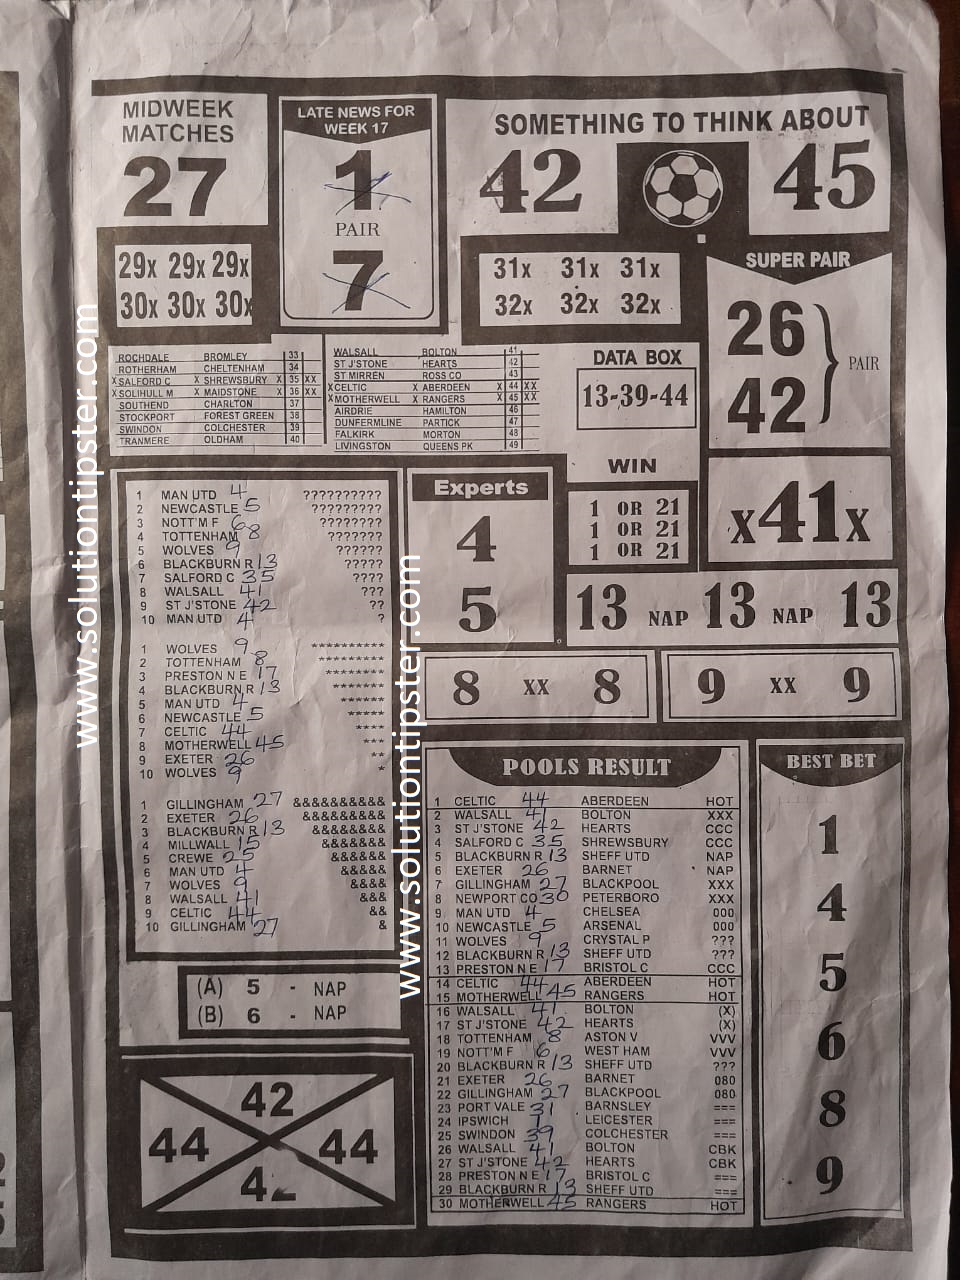 MIDWEEK
MATCHES
27
LATE NEWS FOR
WEEK 17
1
PAIR
7
SOMETHING TO THINK ABOUT
42 45
29x 29x 29x
30x 30x 30x
31x 31x 31x
32x 32x 32x
SUPER PAIR
26
42
PAIR
ROCHDALE BROMLEY 33
ROTHERHAM CHELTENHAM 34
X SALFORD C X SHREWSBURY X 35 XX
X SOLIHULL M X MAIDSTONE X 36 XX
SOUTHEND CHARLTON 37
STOCKPORT FOREST GREEN 38
SWINDON COLCHESTER 39
TRANMERE OLDHAM 40
WALSALL BOLTON 41
ST J'STONE HEARTS 42
ST MIRREN ROSS CO 43
X CELTIC X ABERDEEN X 44 XX
X MOTHERWELL X RANGERS X 45 XX
AIRDRIE HAMILTON 46
DUNFERMLINE PARTICK 47
FALKIRK MORTON 48
LIVINGSTON QUEENS PK 49
DATA BOX
13-39-44
WIN
1 OR 21
1 OR 21
1 OR 21
x41x
1 MAN UTD 4 ??????????
2 NEWCASTLE 5 ?????????
3 NOTT'M F 6 ????????
4 TOTTENHAM 8 ???????
5 WOLVES 9 ??????
6 BLACKBURN R 13 ?????
7 SALFORD C 35 ????
8 WALSALL 41 ???
9 ST J'STONE 42 ??
10 MAN UTD 4 ?
1 WOLVES 9 **********
2 TOTTENHAM 8 *********
3 PRESTON N E 17 ********
4 BLACKBURN R 13 *******
5 MAN UTD 4 ******
6 NEWCASTLE 5 *****
7 CELTIC 44 ****
8 MOTHERWELL 45 ***
9 EXETER 26 **
10 WOLVES 9 *
1 GILLINGHAM 27 &&&&&&&&&&
2 EXETER 26 &&&&&&&&&
3 BLACKBURN R 13 &&&&&&&&
4 MILLWALL 15 &&&&&&&
5 CREWE 25 &&&&&&
6 MAN UTD 4 &&&&&
7 WOLVES 9 &&&&
8 WALSALL 41 &&&
9 CELTIC 44 &&
10 GILLINGHAM 27 &
Experts
4
5
13 NAP 13 NAP 13
8 XX 8
9 XX 9
(A) 5 - NAP
(B) 6 - NAP
42
44 44
42
POOLS RESULT
1 CELTIC 44 ABERDEEN HOT
2 WALSALL 41 BOLTON XXX
3 ST J'STONE 42 HEARTS CCC
4 SALFORD C 35 SHREWSBURY CCC
5 BLACKBURN R 13 SHEFF UTD NAP
6 EXETER 26 BARNET NAP
7 GILLINGHAM 27 BLACKPOOL XXX
8 NEWPORT CO 30 PETERBORO XXX
9 MAN UTD 4 CHELSEA 000
10 NEWCASTLE 5 ARSENAL 000
11 WOLVES 9 CRYSTAL P ???
12 BLACKBURN R 13 SHEFF UTD ???
13 PRESTON N E 17 BRISTOL C CCC
14 CELTIC 44 ABERDEEN HOT
15 MOTHERWELL 45 RANGERS HOT
16 WALSALL 41 BOLTON (X)
17 ST J'STONE 42 HEARTS (X)
18 TOTTENHAM 8 ASTON V VVV
19 NOTT'M F 6 WEST HAM VVV
20 BLACKBURN R 13 SHEFF UTD ???
21 EXETER 26 BARNET 080
22 GILLINGHAM 27 BLACKPOOL 080
23 PORT VALE 31 BARNSLEY ===
24 IPSWICH 1 LEICESTER ===
25 SWINDON 39 COLCHESTER ===
26 WALSALL 41 BOLTON CBK
27 ST J'STONE 42 HEARTS CBK
28 PRESTON N E 17 BRISTOL C ===
29 BLACKBURN R 13 SHEFF UTD ===
30 MOTHERWELL 45 RANGERS HOT
BEST BET
1
4
5
6
8
9
www.solutiontipster.com
www.solutiontipster.com